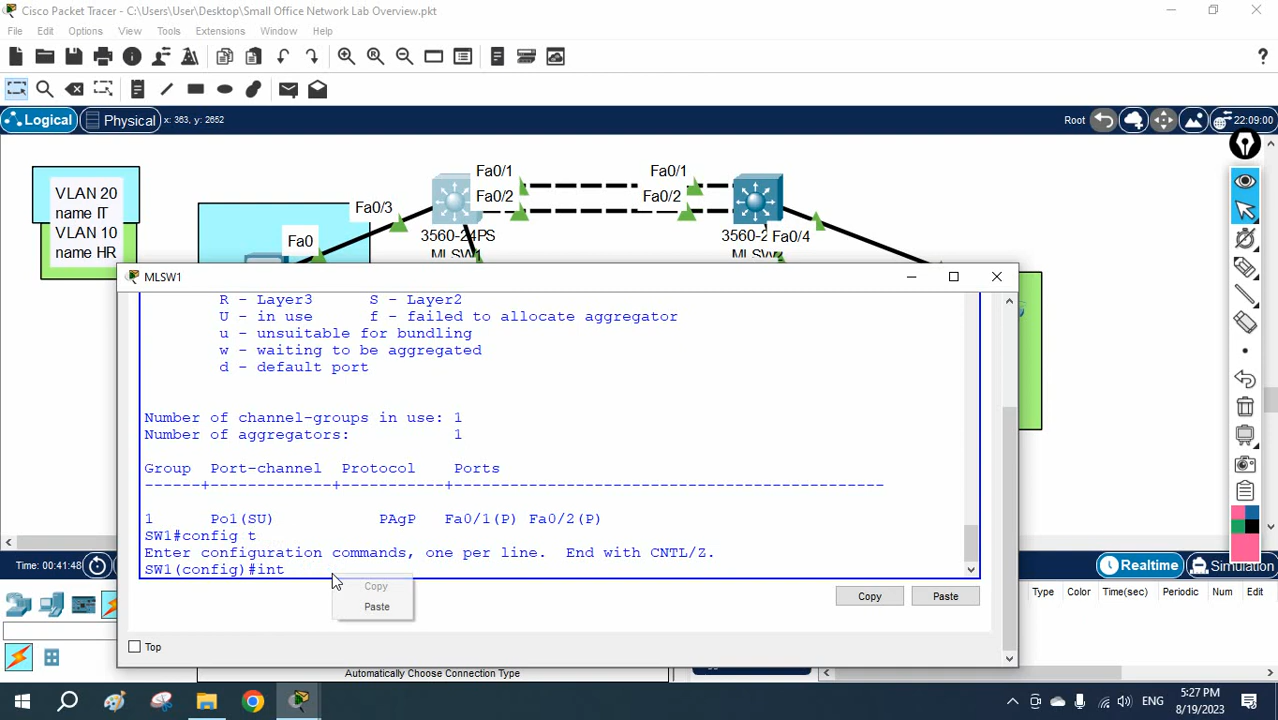 Cisco Packet Tracer - C:\Users\User\Desktop\Small Office Network Lab Overview.pkt
File Edit Options View Tools Extensions Window Help
?
Logical Physical x: 363, y: 2652 Root 22:09:00
VLAN 20
name IT
VLAN 10
name HR
Fa0/1 Fa0/1
Fa0/2 Fa0/2
Fa0/3
Fa0
3560-24PS
MLSW1
3560-2 Fa0/4
MLSW
MLSW1
R - Layer3 S - Layer2
U - in use f - failed to allocate aggregator
u - unsuitable for bundling
w - waiting to be aggregated
d - default port
Number of channel-groups in use: 1
Number of aggregators: 1
Group Port-channel Protocol Ports
------+-------------+-----------+----------------------------------------------
1 Po1(SU) PAgP Fa0/1(P) Fa0/2(P)
SW1#config t
Enter configuration commands, one per line. End with CNTL/Z.
SW1(config)#int
Copy
Paste
Copy Paste
Top
Time: 00:41:48 Realtime Simulation
Type Color Time(sec) Periodic Num Edit
Automatically Choose Connection Type
ENG
5:27 PM
8/19/2023